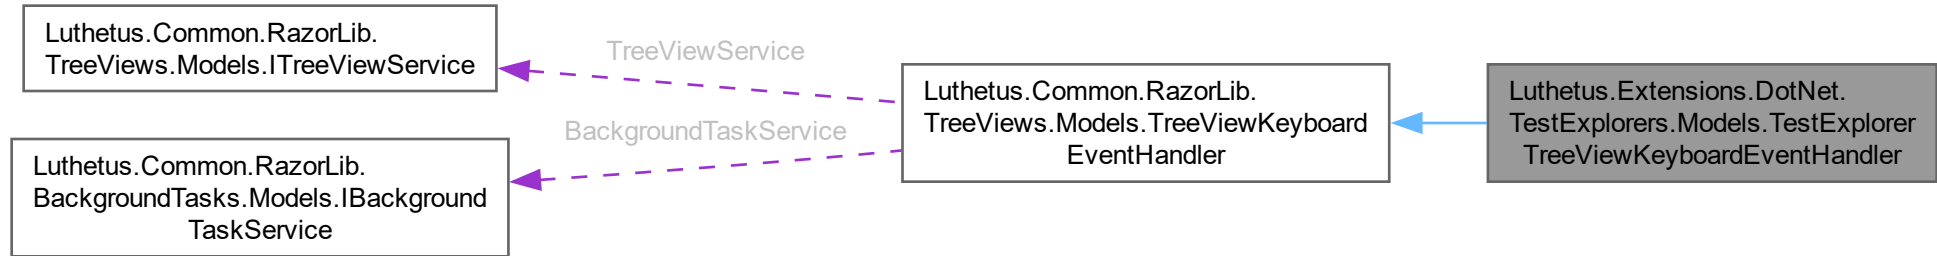 Luthetus.Common.RazorLib.
TreeViews.Models.ITreeViewService
TreeViewService
BackgroundTaskService
Luthetus.Common.RazorLib.
BackgroundTasks.Models.IBackground
TaskService
Luthetus.Common.RazorLib.
TreeViews.Models.TreeViewKeyboard
EventHandler
Luthetus.Extensions.DotNet.
TestExplorers.Models.TestExplorer
TreeViewKeyboardEventHandler